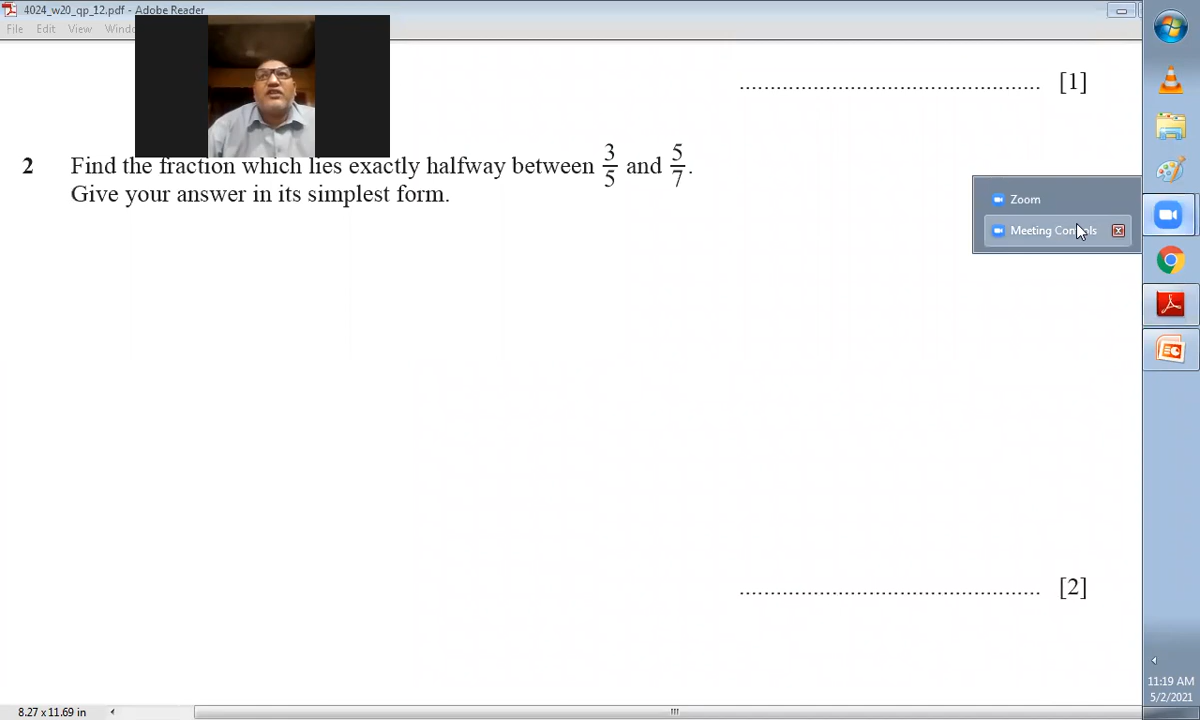 4024_w20_qp_12.pdf - Adobe Reader
File Edit View Windo
[1]
2 Find the fraction which lies exactly halfway between 3/5 and 5/7.
Give your answer in its simplest form.
Zoom
Meeting Controls
[2]
11:19 AM
5/2/2021
8.27 x 11.69 in